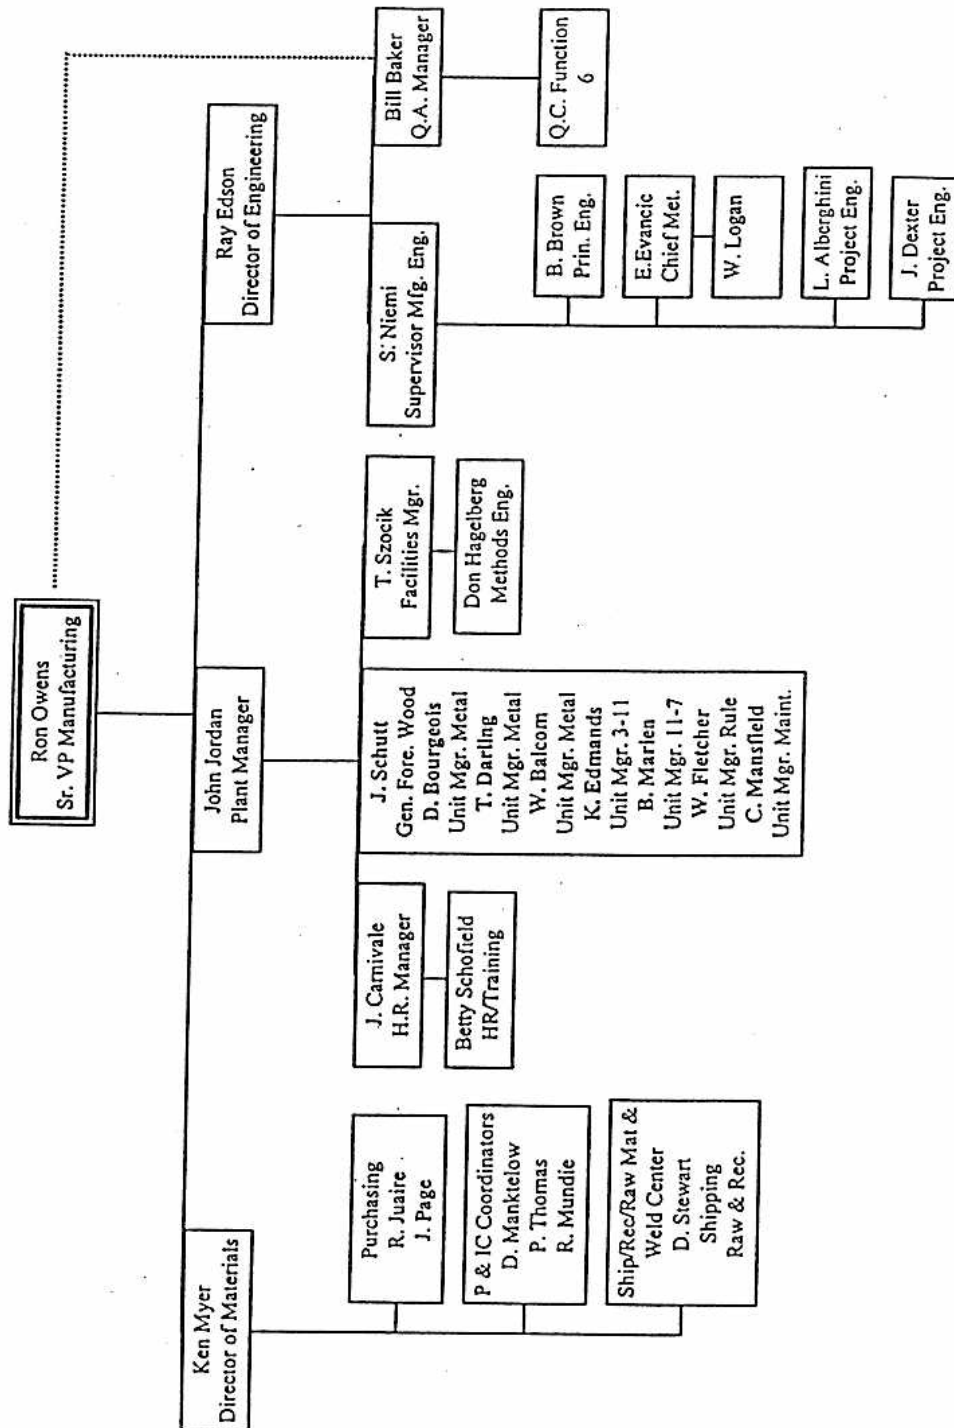 Ron Owens
Sr. VP Manufacturing
Ken Myer
Director of Materials
John Jordan
Plant Manager
Ray Edson
Director of Engineering
Purchasing
R. Juaire
J. Page
P & IC Coordinators
D. Manktelow
P. Thomas
R. Mundie
Ship/Rec/Raw Mat &
Weld Center
D. Stewart
Shipping
Raw & Rec.
J. Carnivale
H.R. Manager
Betty Schofield
HR/Training
J. Schutt
Gen. Fore. Wood
D. Bourgeois
Unit Mgr. Metal
T. Darling
Unit Mgr. Metal
W. Balcom
Unit Mgr. Metal
K. Edmands
Unit Mgr. 3-11
B. Marlen
Unit Mgr. 11-7
W. Fletcher
Unit Mgr. Rule
C. Mansfield
Unit Mgr. Maint.
T. Szocik
Facilities Mgr.
Don Hagelberg
Methods Eng.
S. Niemi
Supervisor Mfg. Eng.
B. Brown
Prin. Eng.
E.Evancic
Chief Met.
W. Logan
L. Alberghini
Project Eng.
J. Dexter
Project Eng.
Bill Baker
Q.A. Manager
Q.C. Function
6